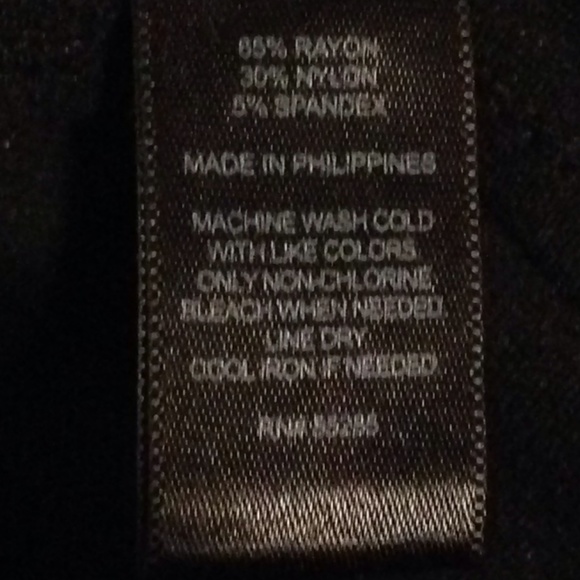 65% RAYON
30% NYLON
5% SPANDEX
MADE IN PHILIPPINES
MACHINE WASH COLD
WITH LIKE COLORS
ONLY NON-CHLORINE
BLEACH WHEN NEEDED
LINE DRY
COOL IRON IF NEEDED
RN#